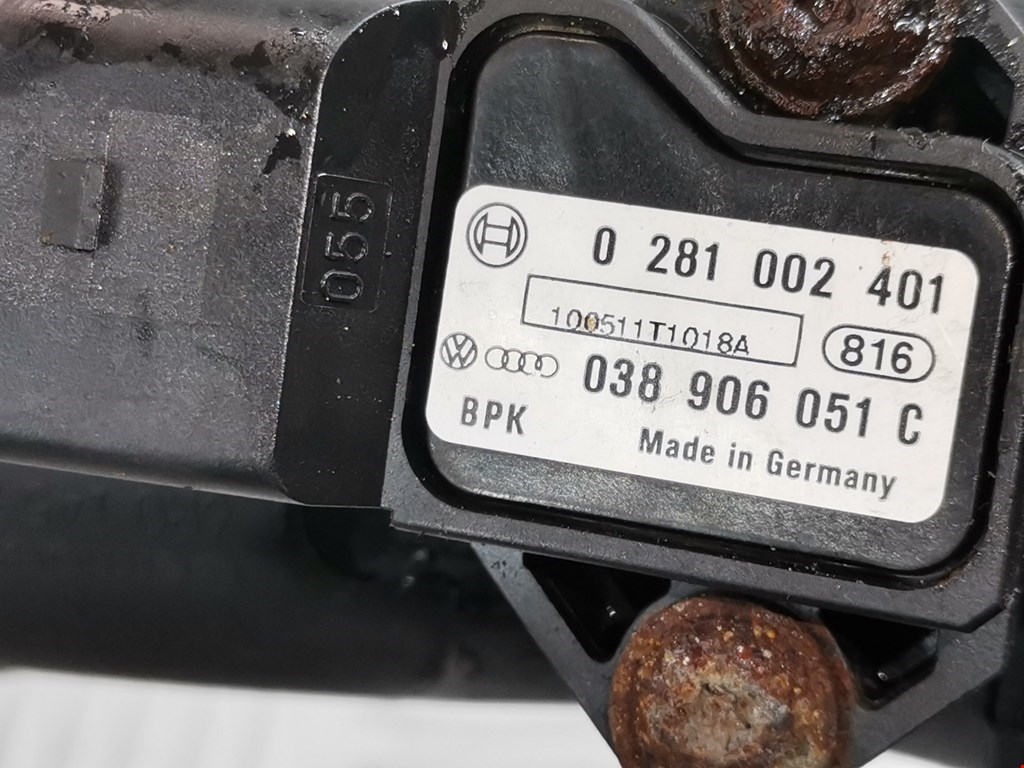 055
0 281 002 401
100511T1018A
816
038 906 051 C
BPK
Made in Germany